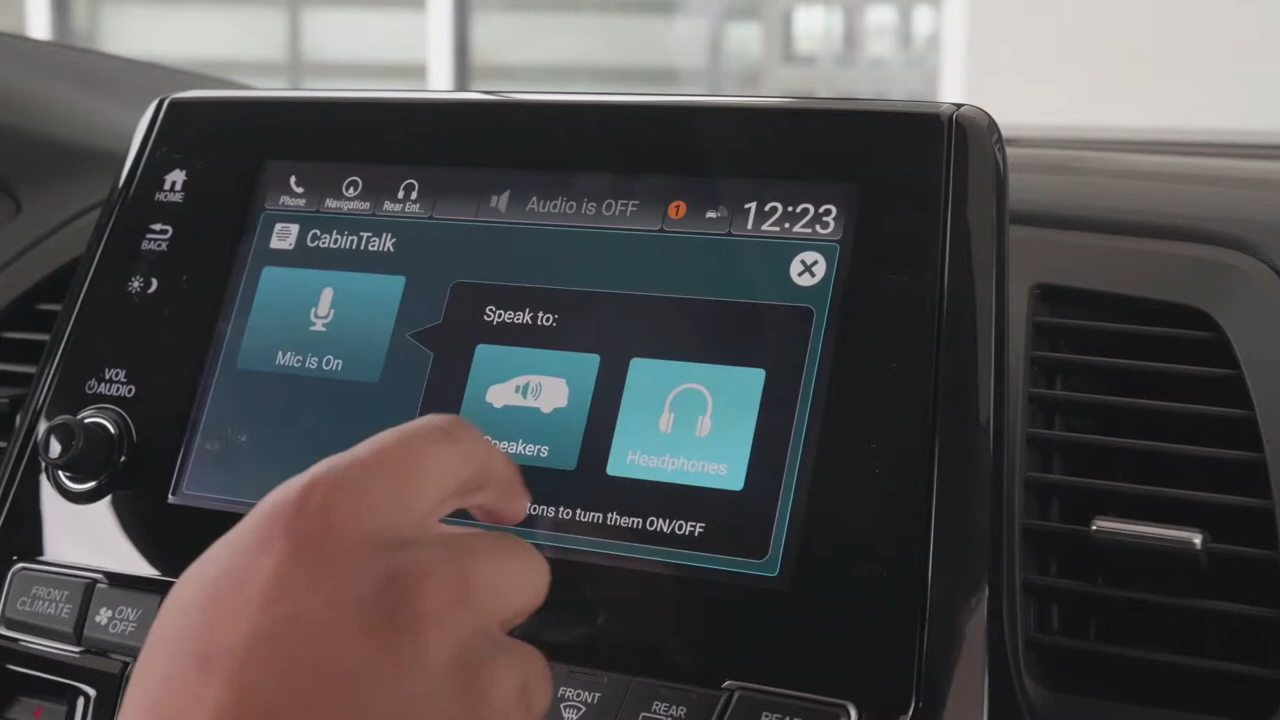 HOME
BACK
VOL
AUDIO
Phone
Navigation
Rear Ent..
Audio is OFF
1
12:23
CabinTalk
Mic is On
Speak to:
Speakers
Headphones
to turn them ON/OFF
FRONT
CLIMATE
ON/
OFF
FRONT
REAR
REAR